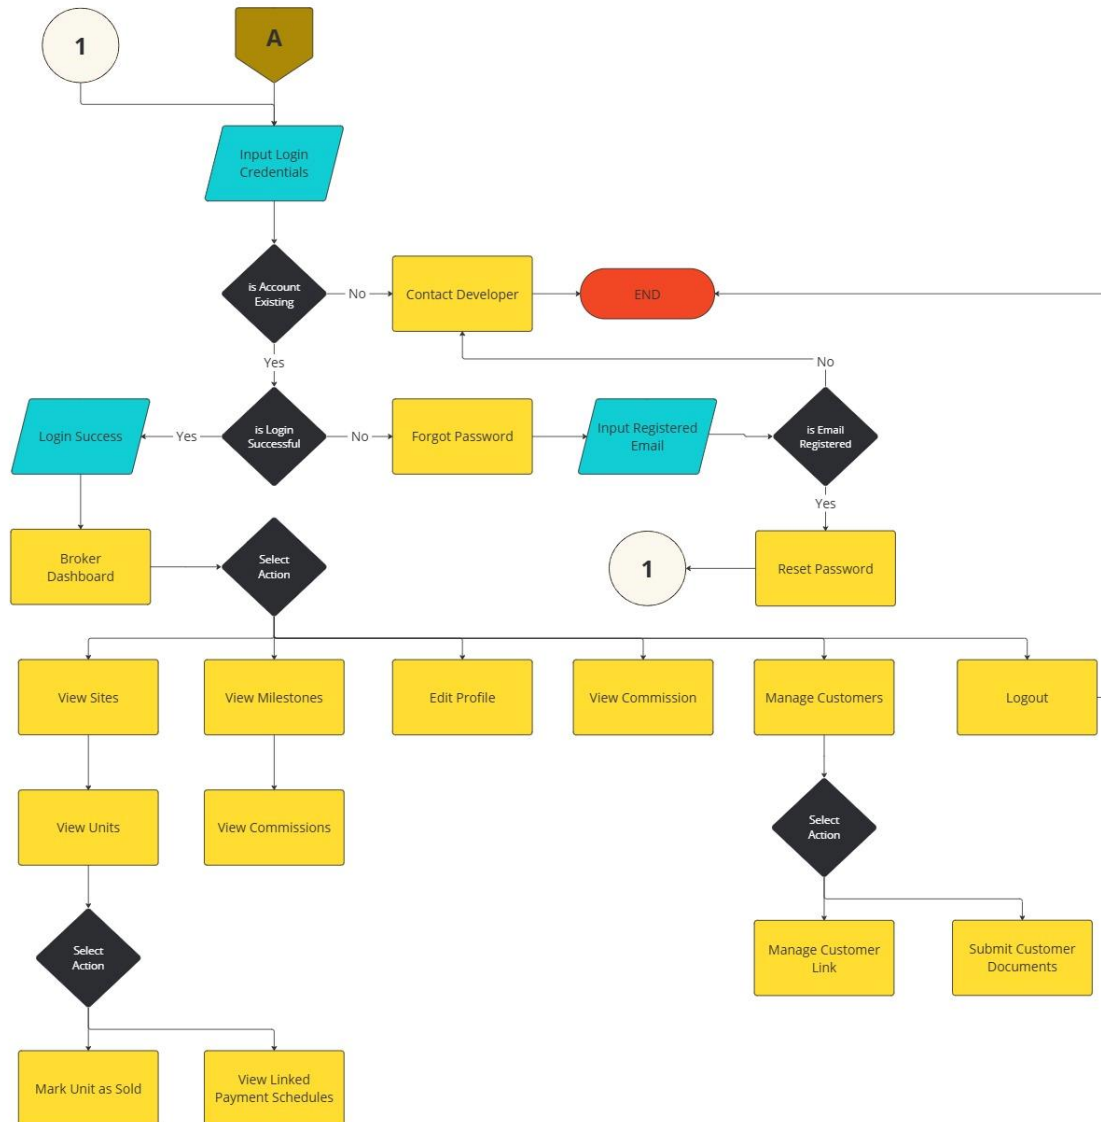 1
A
Input Login
Credentials
is Account
Existing
No
Contact Developer
END
Yes
No
Login Success
Yes
is Login
Successful
No
Forgot Password
Input Registered
Email
is Email
Registered
Yes
Broker
Dashboard
Select
Action
1
Reset Password
View Sites
View Milestones
Edit Profile
View Commission
Manage Customers
Logout
View Units
View Commissions
Select
Action
Select
Action
Manage Customer
Link
Submit Customer
Documents
Mark Unit as Sold
View Linked
Payment Schedules